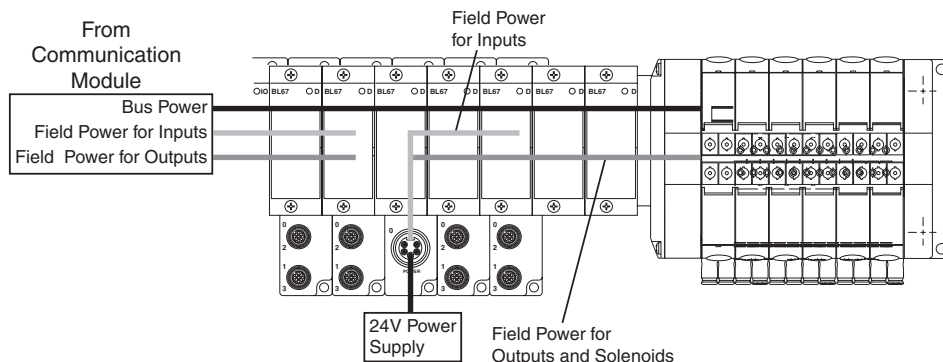 From
Communication
Module
Bus Power
Field Power for Inputs
Field Power for Outputs
Field Power
for Inputs
IO BL67 D BL67 D BL67 D BL67 D BL67 D BL67 D BL67 D
0 0 0 0 0
2 2 2 2
1 1 1 1
3 3 3 3
POWER
24V Power
Supply
Field Power for
Outputs and Solenoids